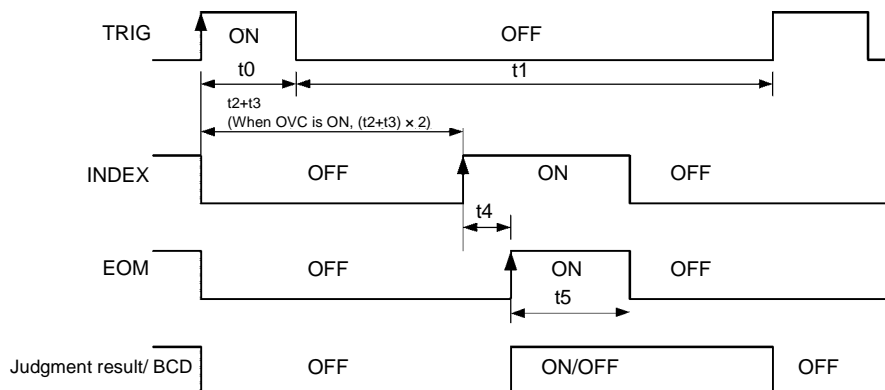 TRIG
ON
OFF
t0
t1
t2+t3
(When OVC is ON, (t2+t3) × 2)
INDEX
OFF
ON
OFF
t4
EOM
OFF
ON
OFF
t5
Judgment result/ BCD
OFF
ON/OFF
OFF